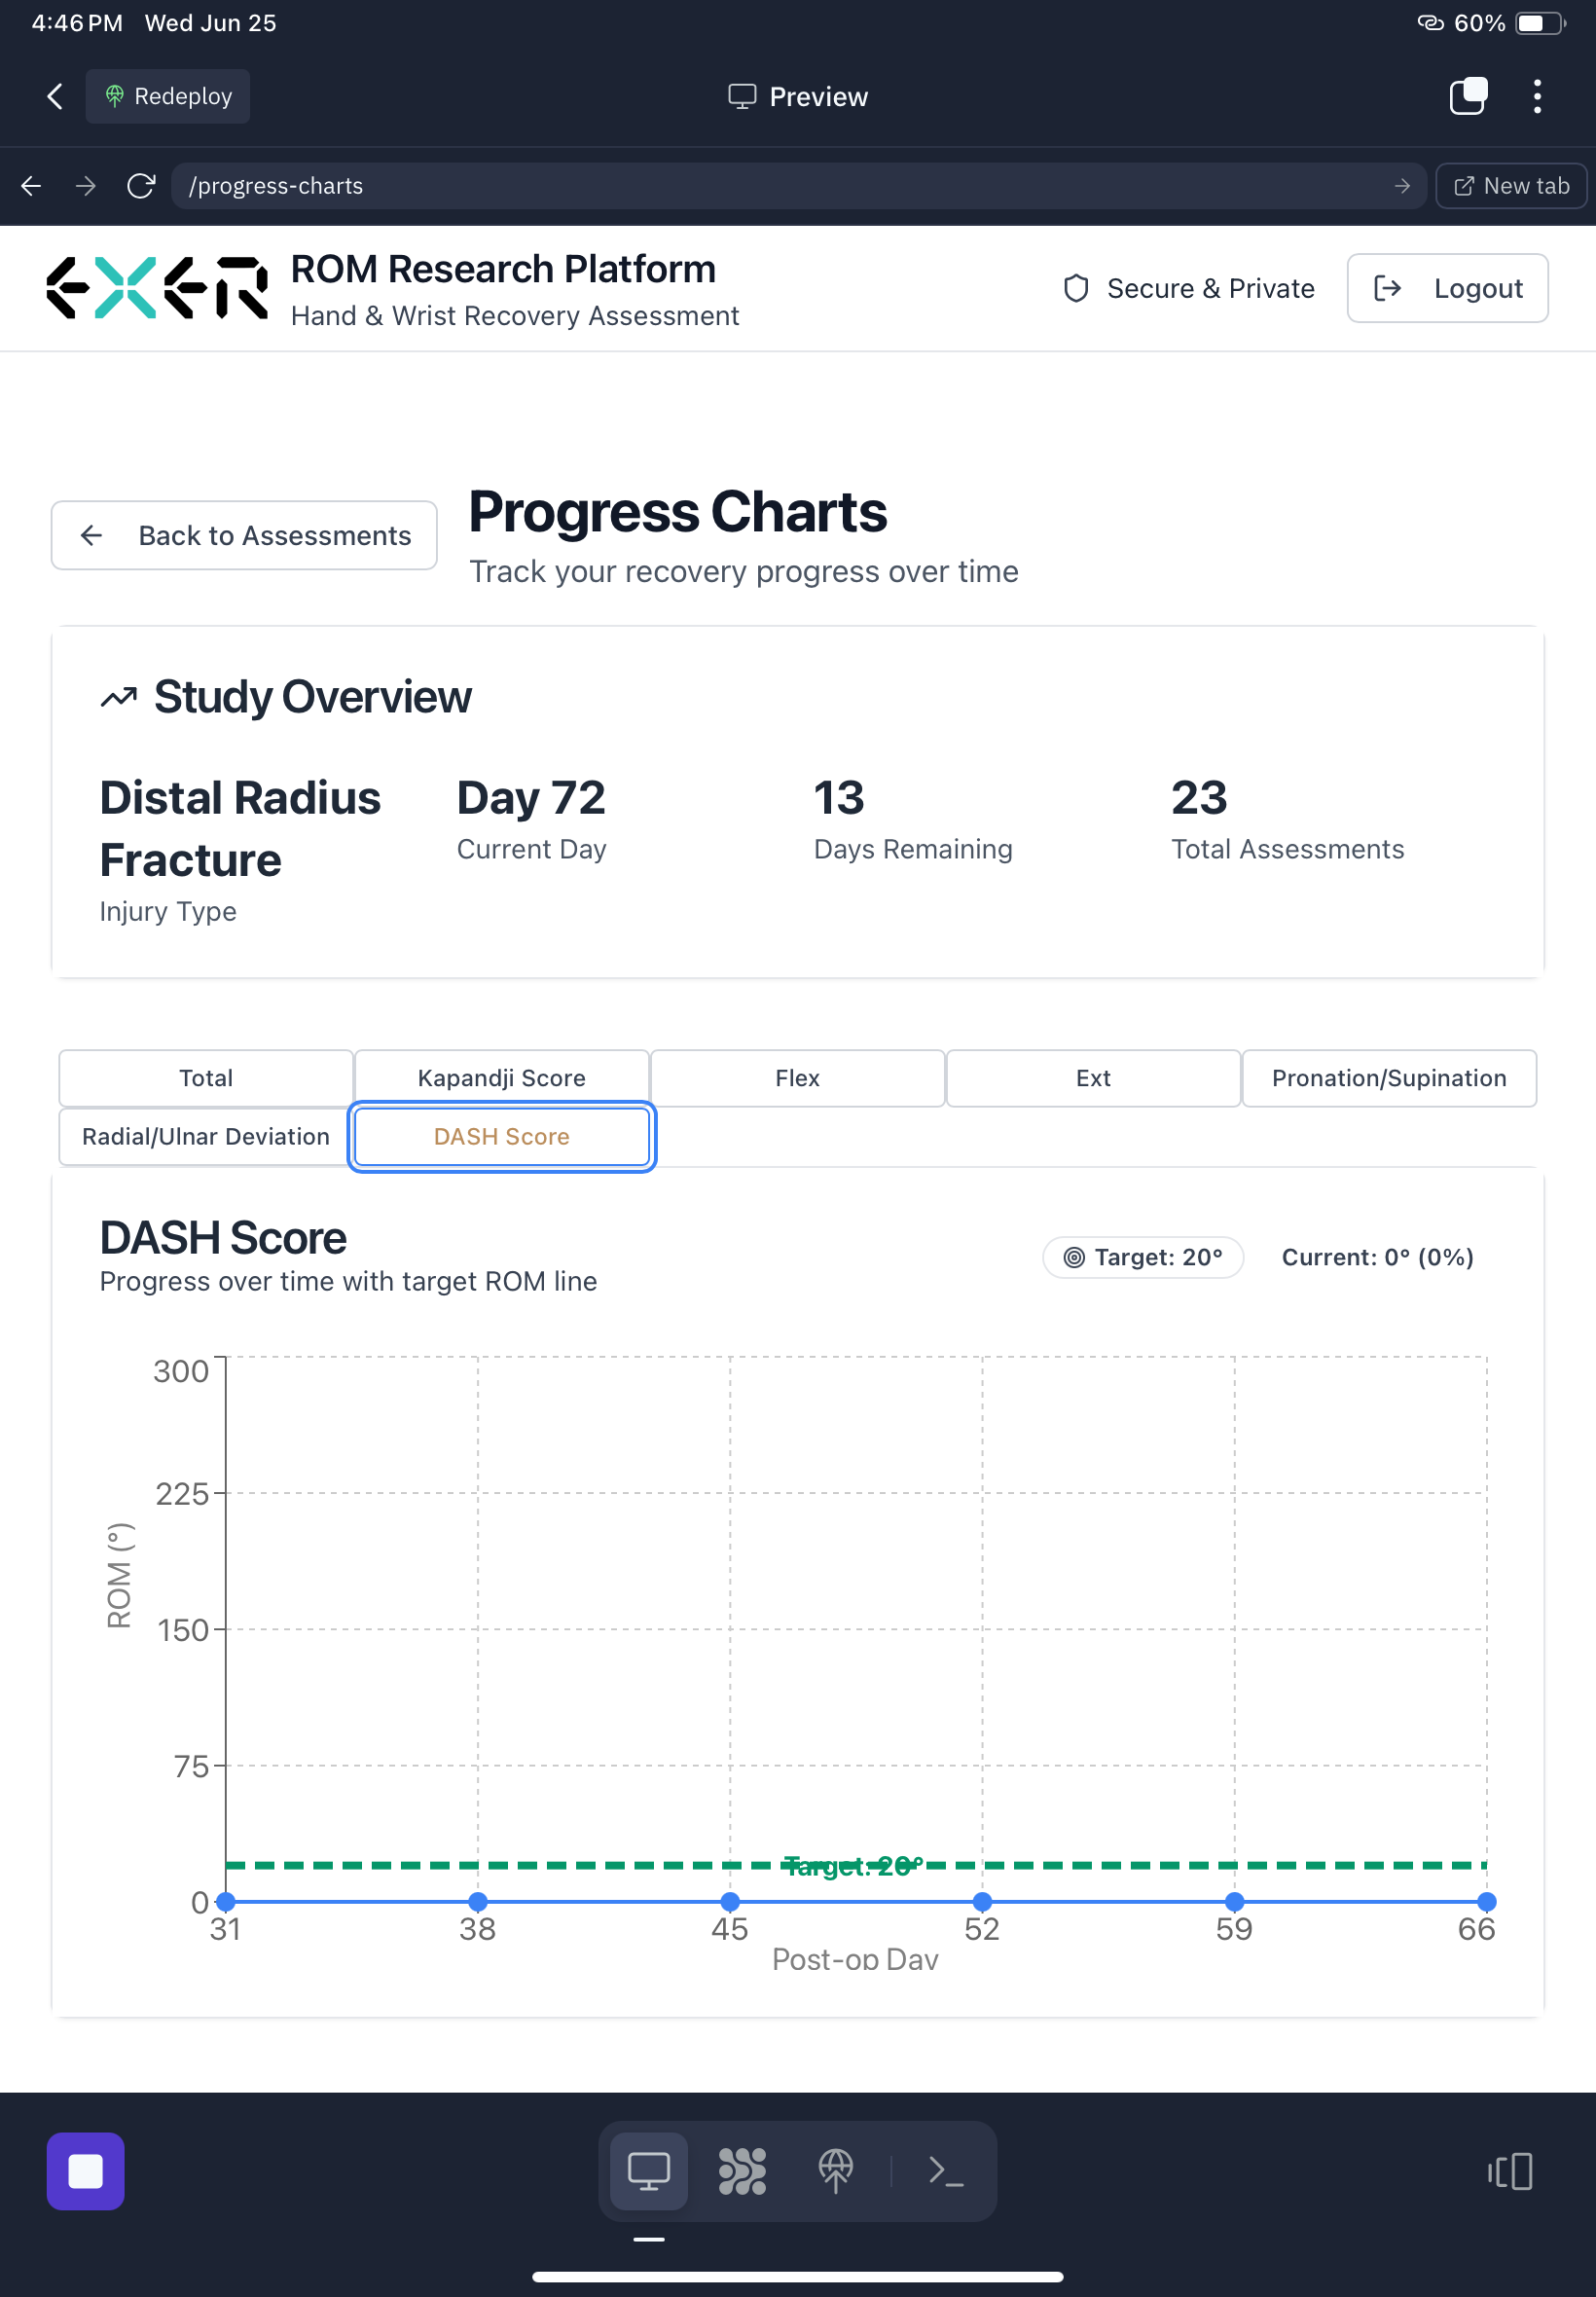 4:46 PM Wed Jun 25
60%
Redeploy
Preview
/progress-charts
New tab
EXER
ROM Research Platform
Hand & Wrist Recovery Assessment
Secure & Private
Logout
Back to Assessments
Progress Charts
Track your recovery progress over time
Study Overview
Distal Radius
Fracture
Injury Type
Day 72
Current Day
13
Days Remaining
23
Total Assessments
Total
Kapandji Score
Flex
Ext
Pronation/Supination
Radial/Ulnar Deviation
DASH Score
DASH Score
Progress over time with target ROM line
Target: 20°
Current: 0° (0%)
300
225
150
75
0
ROM (°)
Target: 20°
31 38 45 52 59 66
Post-op Day